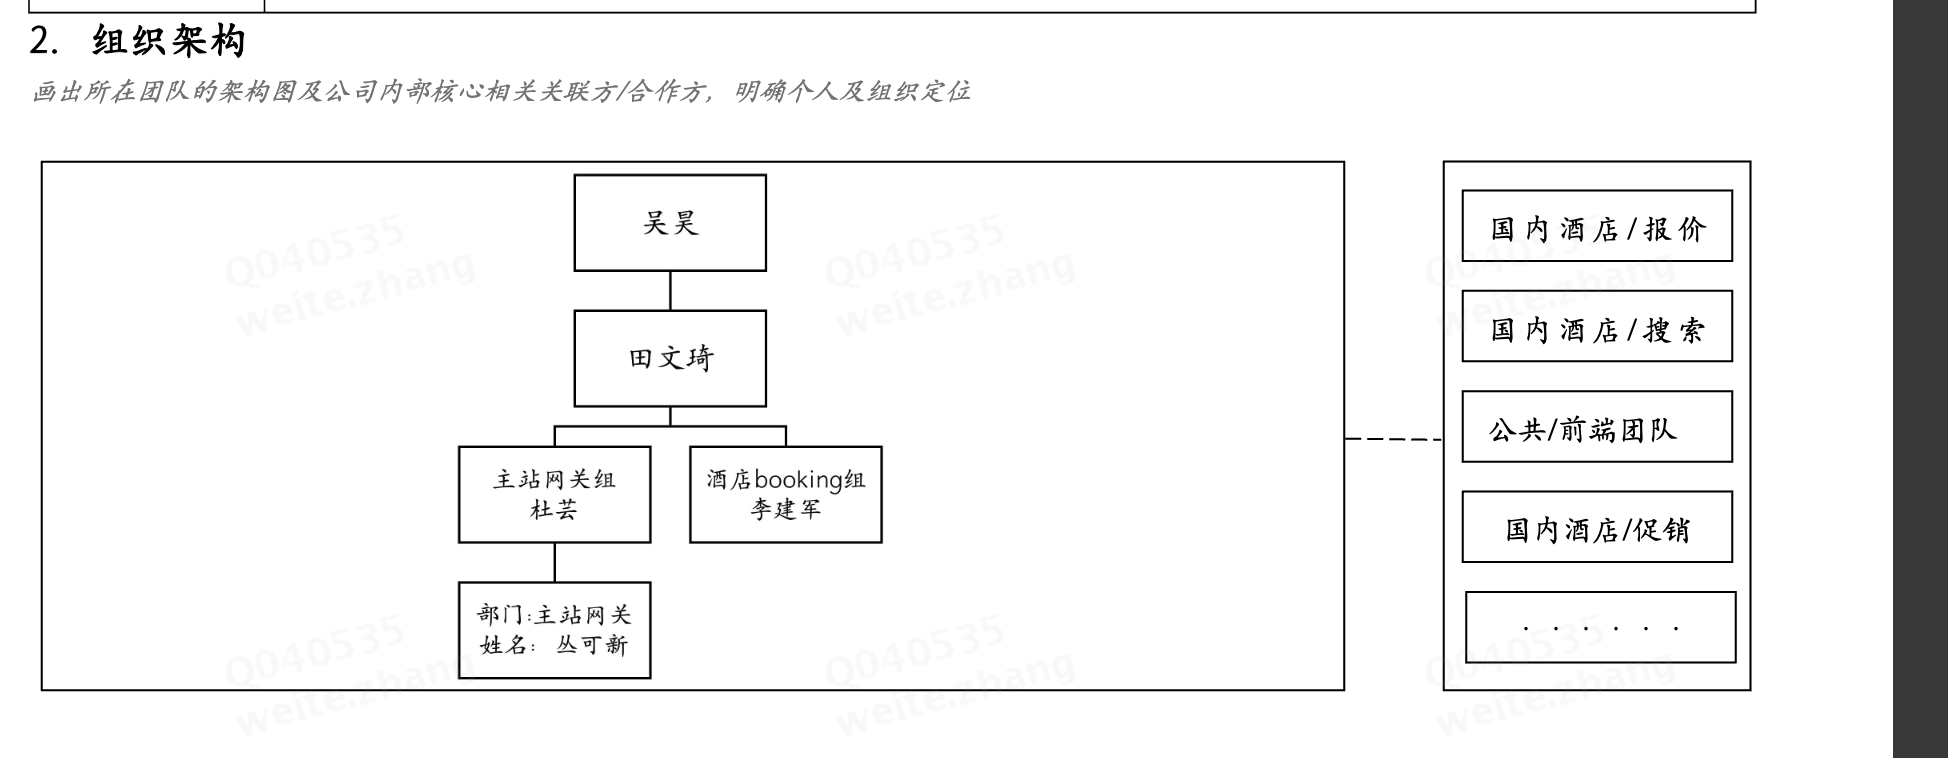 2. 组织架构
画出所在团队的架构图及公司内部核心相关关联方/合作方，明确个人及组织定位
吴昊
田文琦
主站网关组
杜芸
酒店booking组
李建军
部门:主站网关
姓名： 丛可新
国内酒店/报价
国内酒店/搜索
公共/前端团队
国内酒店/促销
. . . . . .
Q040535
weite.zhang
Q040535
weite.zhang
Q040535
weite.zhang
Q040535
weite.zhang
Q040535
weite.zhang
Q040535
weite.zhang